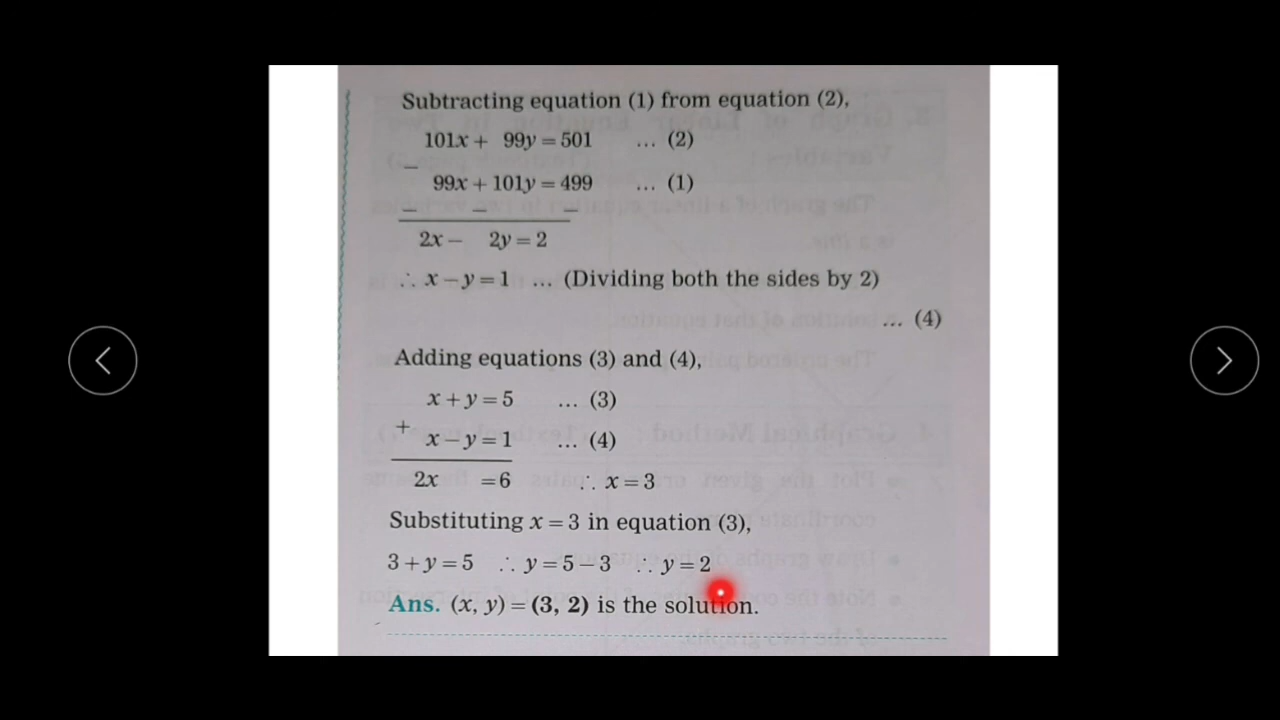 Subtracting equation (1) from equation (2),
101x + 99y = 501 ... (2)
−
99x + 101y = 499 ... (1)
− − −
2x − 2y = 2
∴ x − y = 1 ... (Dividing both the sides by 2)
... (4)
Adding equations (3) and (4),
x + y = 5 ... (3)
+
x − y = 1 ... (4)
2x = 6 ∴ x = 3
Substituting x = 3 in equation (3),
3 + y = 5 ∴ y = 5 − 3 ∴ y = 2
Ans. (x, y) = (3, 2) is the solution.